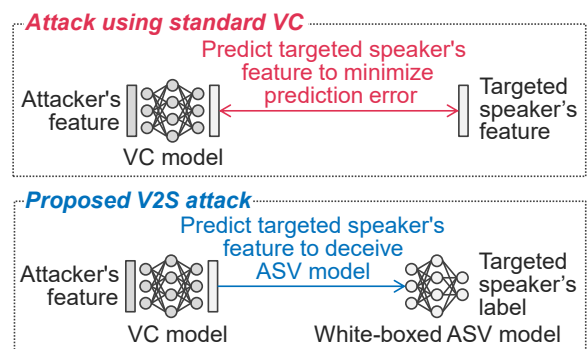 Attack using standard VC
Predict targeted speaker's
feature to minimize
prediction error
Attacker's
feature
VC model
Targeted
speaker's
feature
Proposed V2S attack
Predict targeted speaker's
feature to deceive
ASV model
Attacker's
feature
VC model
Targeted
speaker's
label
White-boxed ASV model